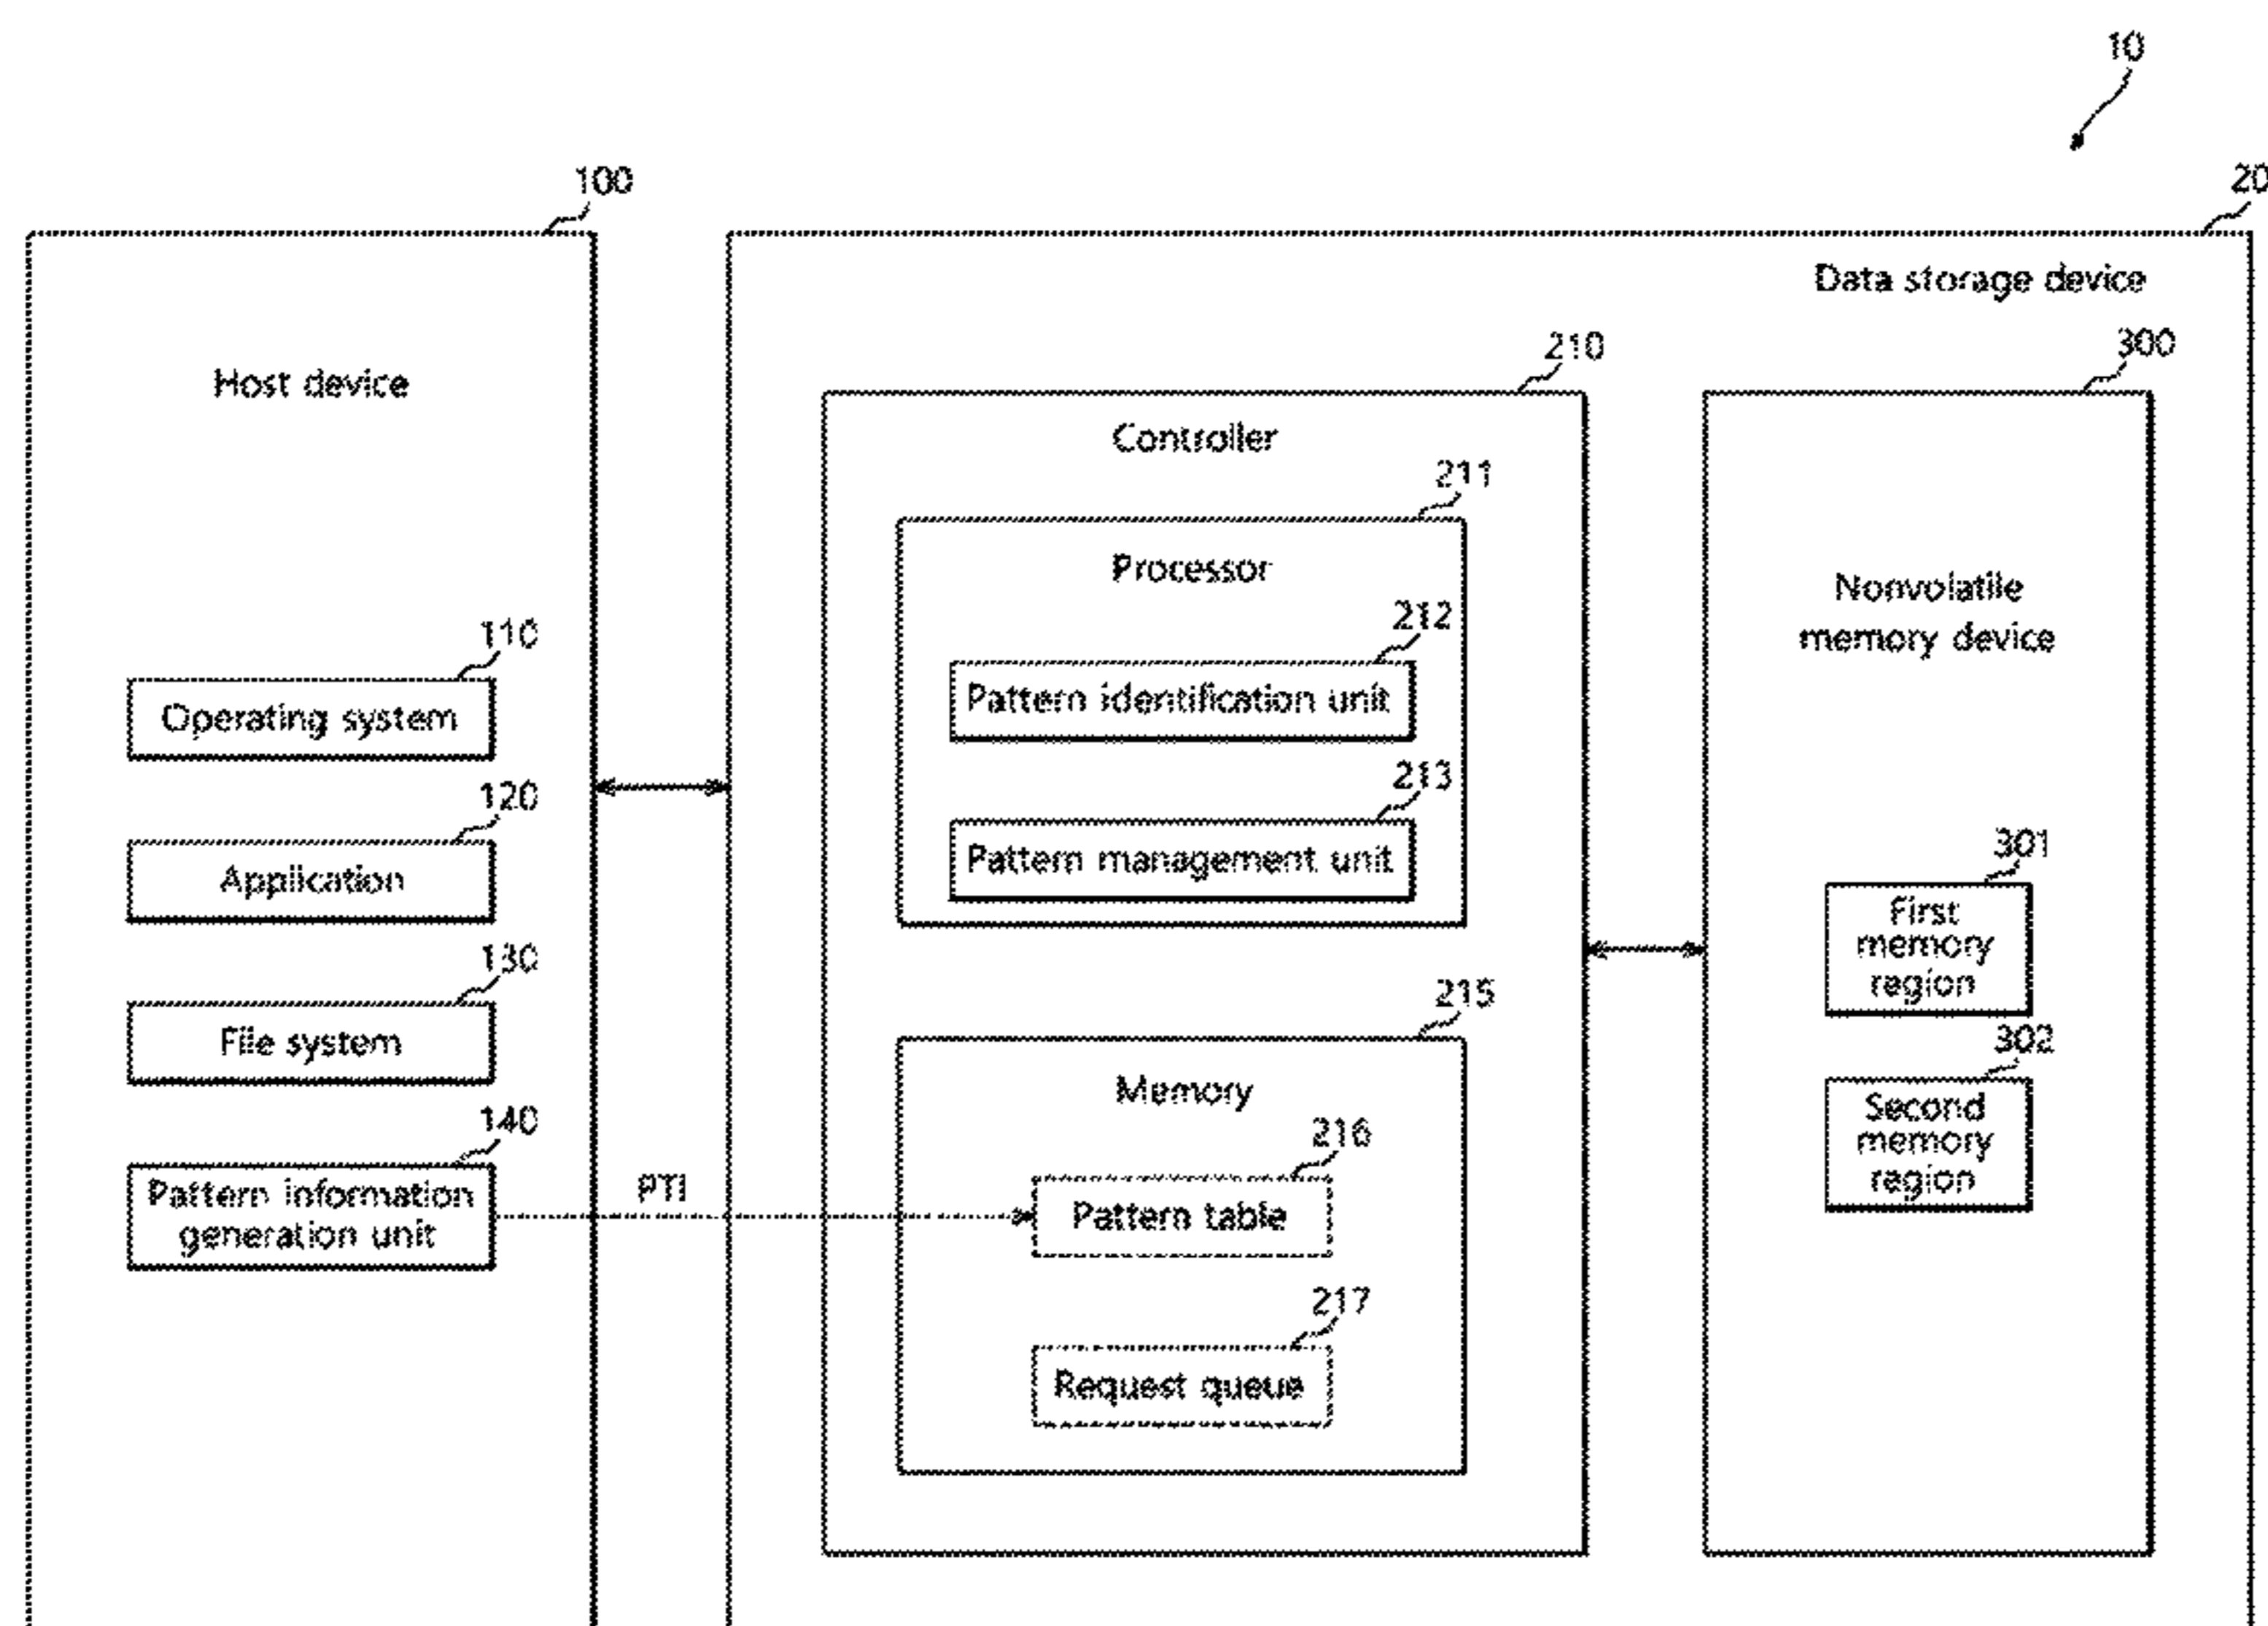 10
100
20
Data storage device
Host device
210
300
Controller
211
Processor
Nonvolatile
memory device
110
212
Operating system
Pattern identification unit
120
213
Application
Pattern management unit
301
First
memory
region
130
File system
215
302
Memory
Second
memory
region
140
216
Pattern information
generation unit
PTI
Pattern table
217
Request queue